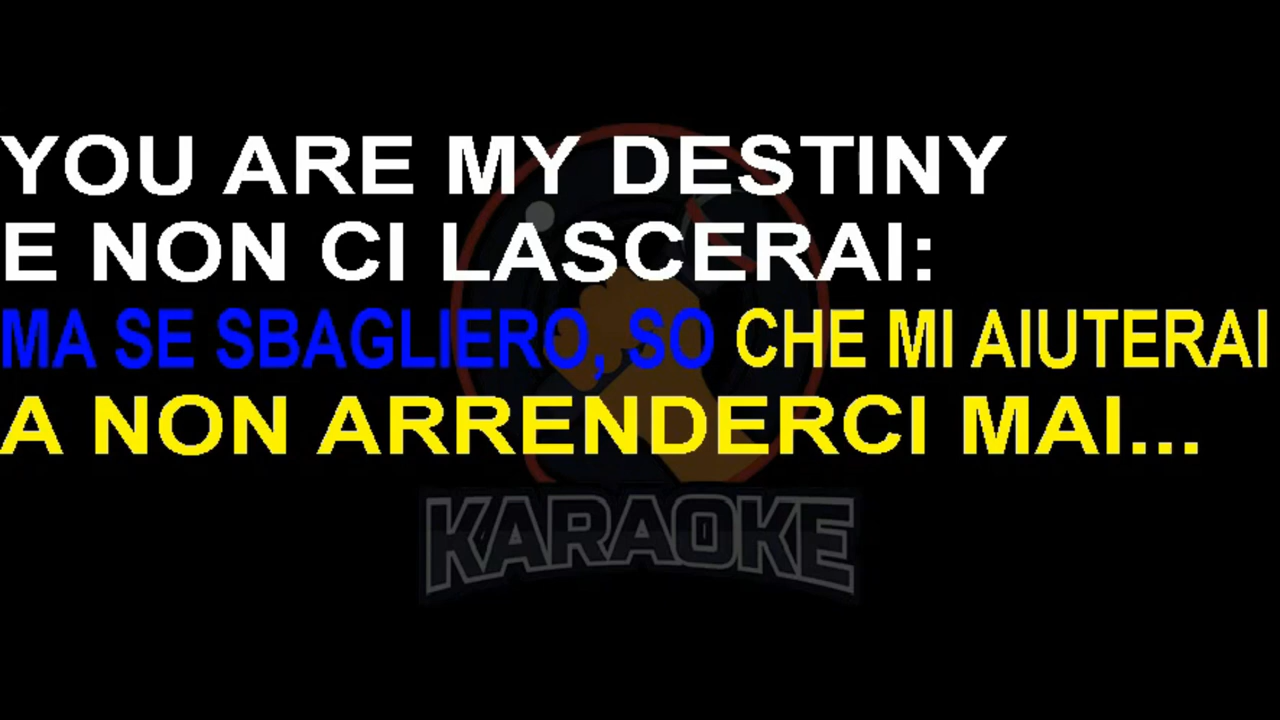 YOU ARE MY DESTINY
E NON CI LASCERAI:
MA SE SBAGLIERO, SO CHE MI AIUTERAI
A NON ARRENDERCI MAI...
KARAOKE